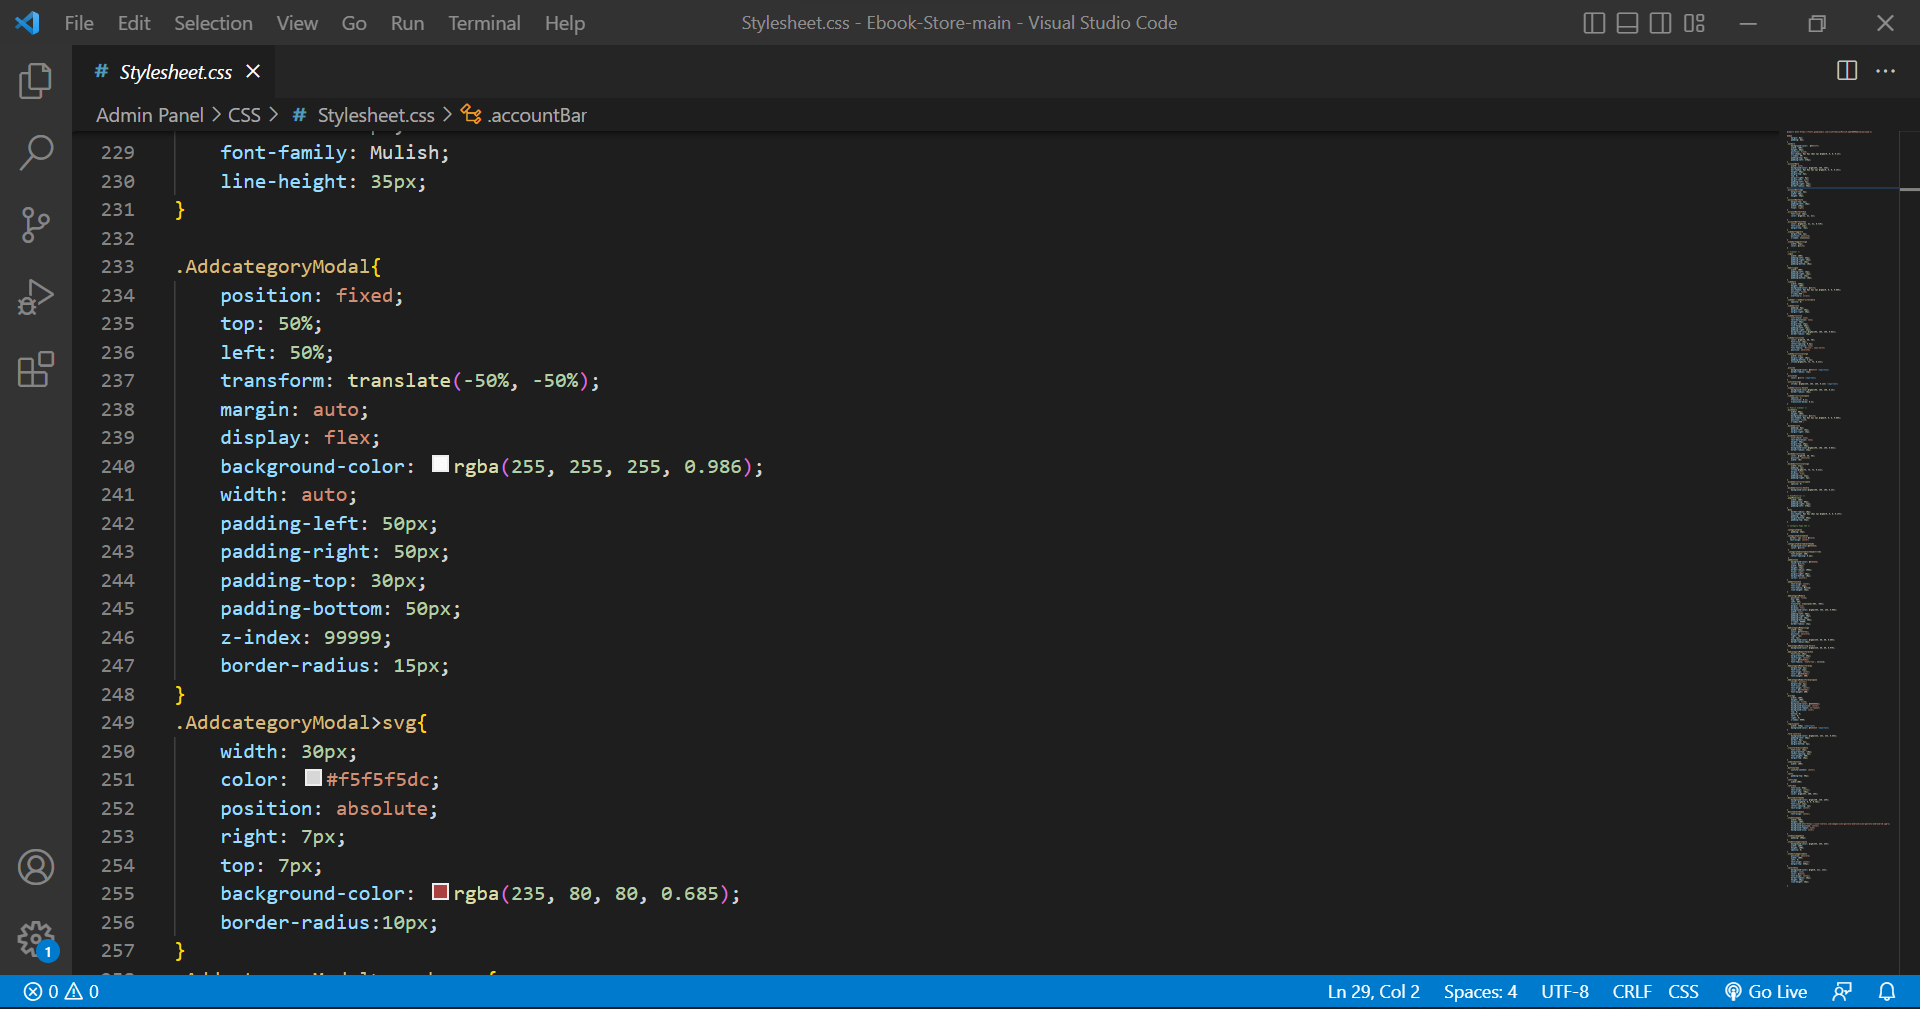 File Edit Selection View Go Run Terminal Help Stylesheet.css - Ebook-Store-main - Visual Studio Code
# Stylesheet.css
Admin Panel > CSS > # Stylesheet.css > .accountBar
229 font-family: Mulish;
230 line-height: 35px;
231 }
232
233 .AddcategoryModal{
234 position: fixed;
235 top: 50%;
236 left: 50%;
237 transform: translate(-50%, -50%);
238 margin: auto;
239 display: flex;
240 background-color: rgba(255, 255, 255, 0.986);
241 width: auto;
242 padding-left: 50px;
243 padding-right: 50px;
244 padding-top: 30px;
245 padding-bottom: 50px;
246 z-index: 99999;
247 border-radius: 15px;
248 }
249 .AddcategoryModal>svg{
250 width: 30px;
251 color: #f5f5f5dc;
252 position: absolute;
253 right: 7px;
254 top: 7px;
255 background-color: rgba(235, 80, 80, 0.685);
256 border-radius:10px;
257 }
1
0 0 Ln 29, Col 2 Spaces: 4 UTF-8 CRLF CSS Go Live